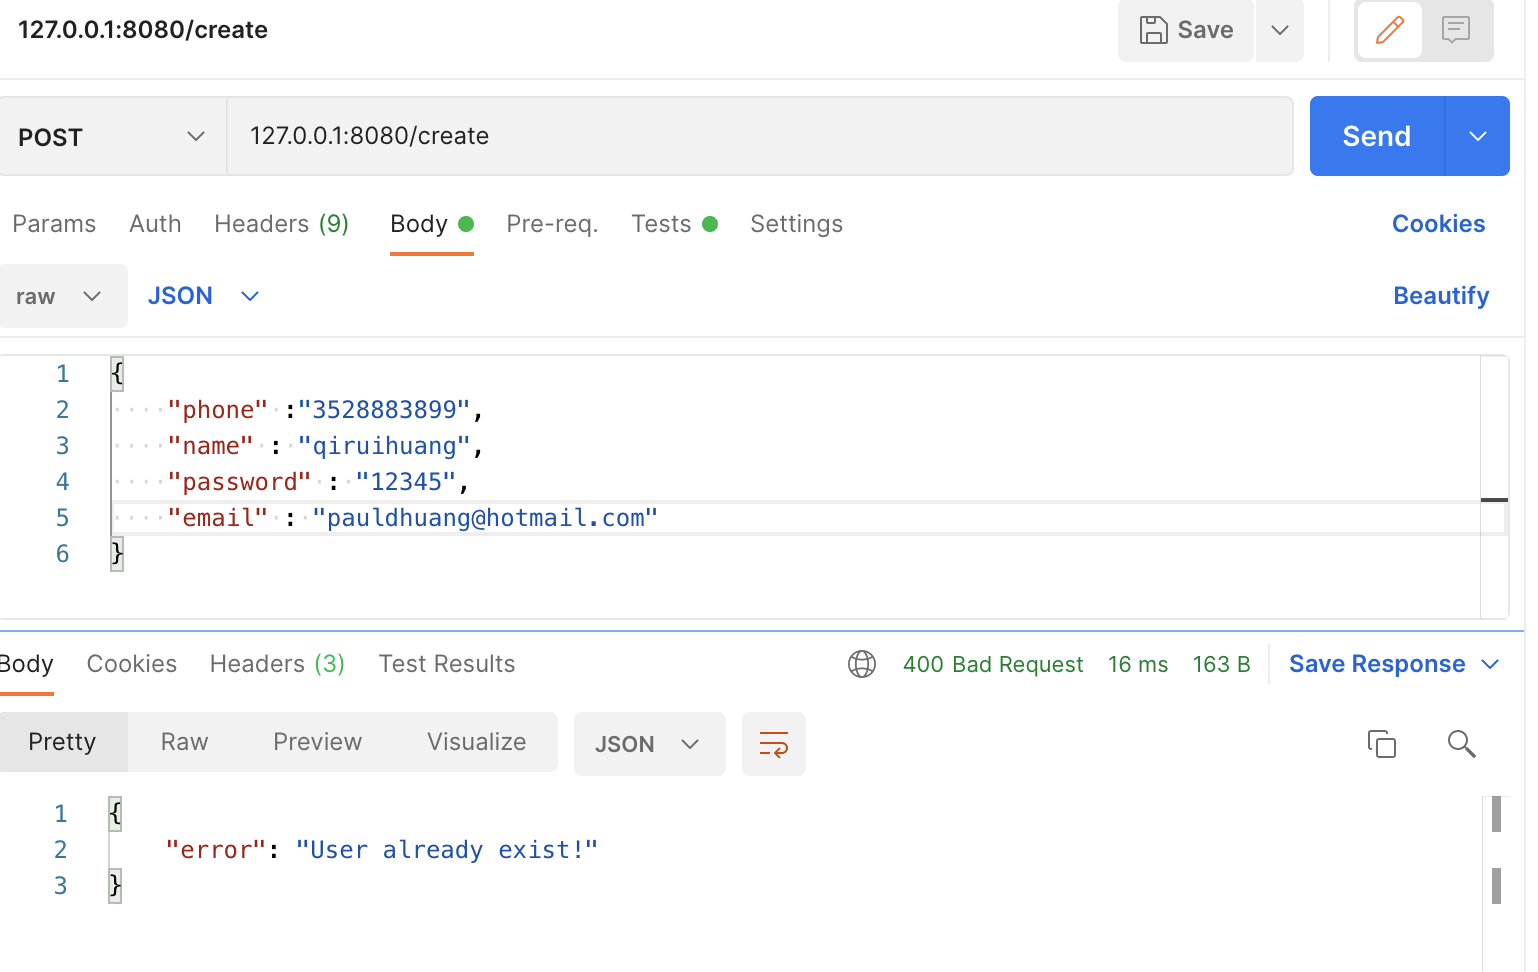 127.0.0.1:8080/create
Save
POST
127.0.0.1:8080/create
Send
Params Auth Headers (9) Body Pre-req. Tests Settings Cookies
raw JSON Beautify
1 {
2 "phone" :"3528883899",
3 "name" : "qiruihuang",
4 "password" : "12345",
5 "email" : "pauldhuang@hotmail.com"
6 }
Body Cookies Headers (3) Test Results 400 Bad Request 16 ms 163 B Save Response
Pretty Raw Preview Visualize JSON
1 {
2 "error": "User already exist!"
3 }